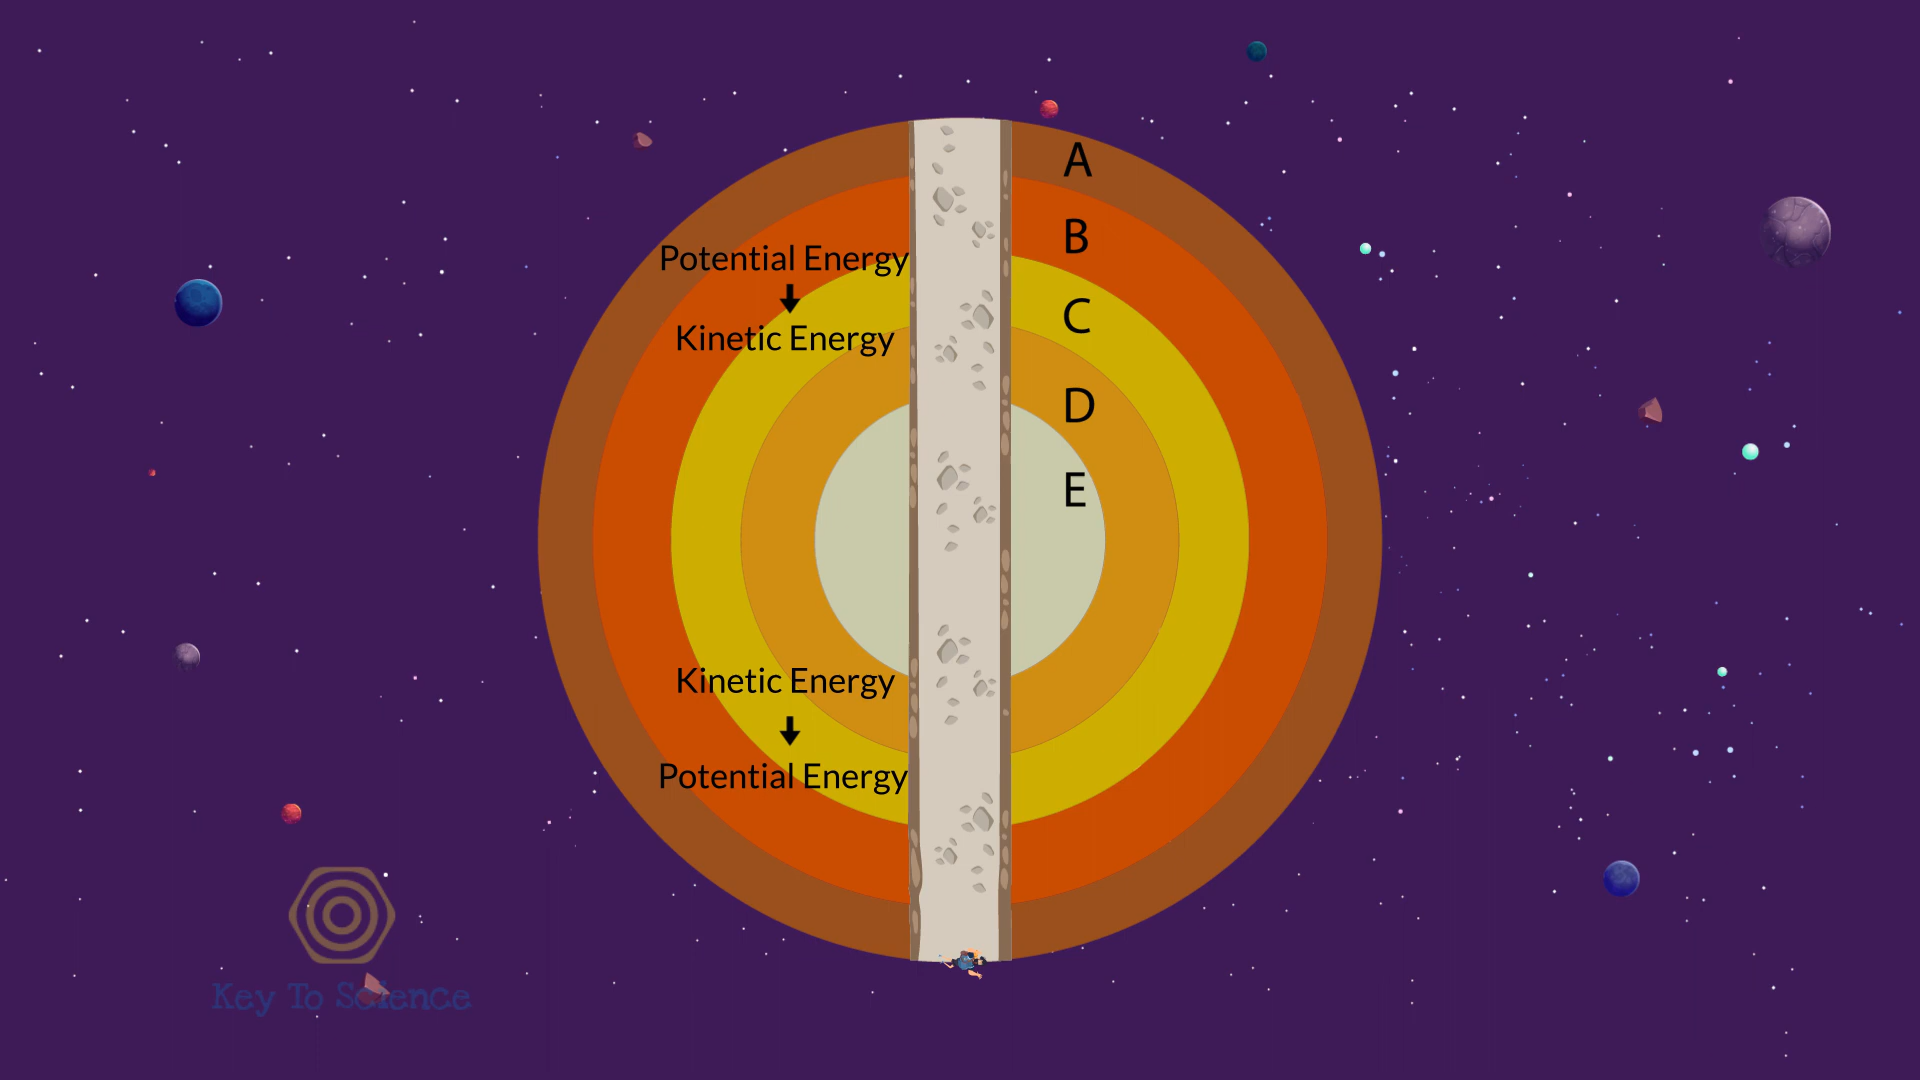 A
B
Potential Energy
Kinetic Energy
C
D
E
Kinetic Energy
Potential Energy
Key To Science